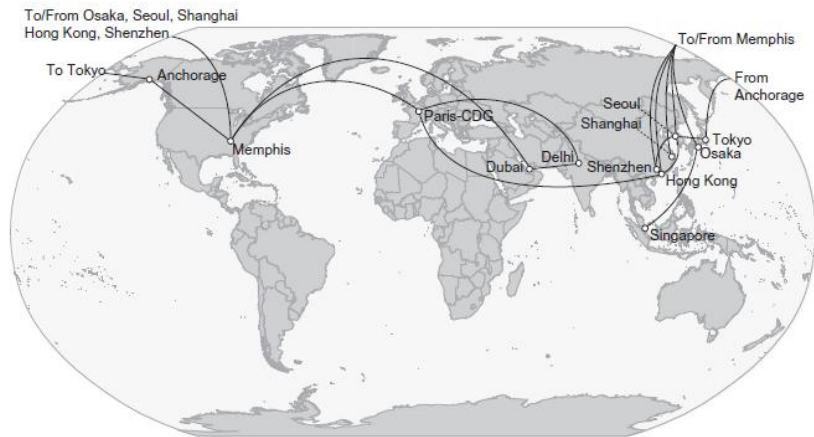 To/From Osaka, Seoul, Shanghai
Hong Kong, Shenzhen
To/From Memphis
To Tokyo
Anchorage
From
Anchorage
Seoul
Paris-CDG
Shanghai
Memphis
Tokyo
Osaka
Delhi
Dubai
Shenzhen
Hong Kong
Singapore